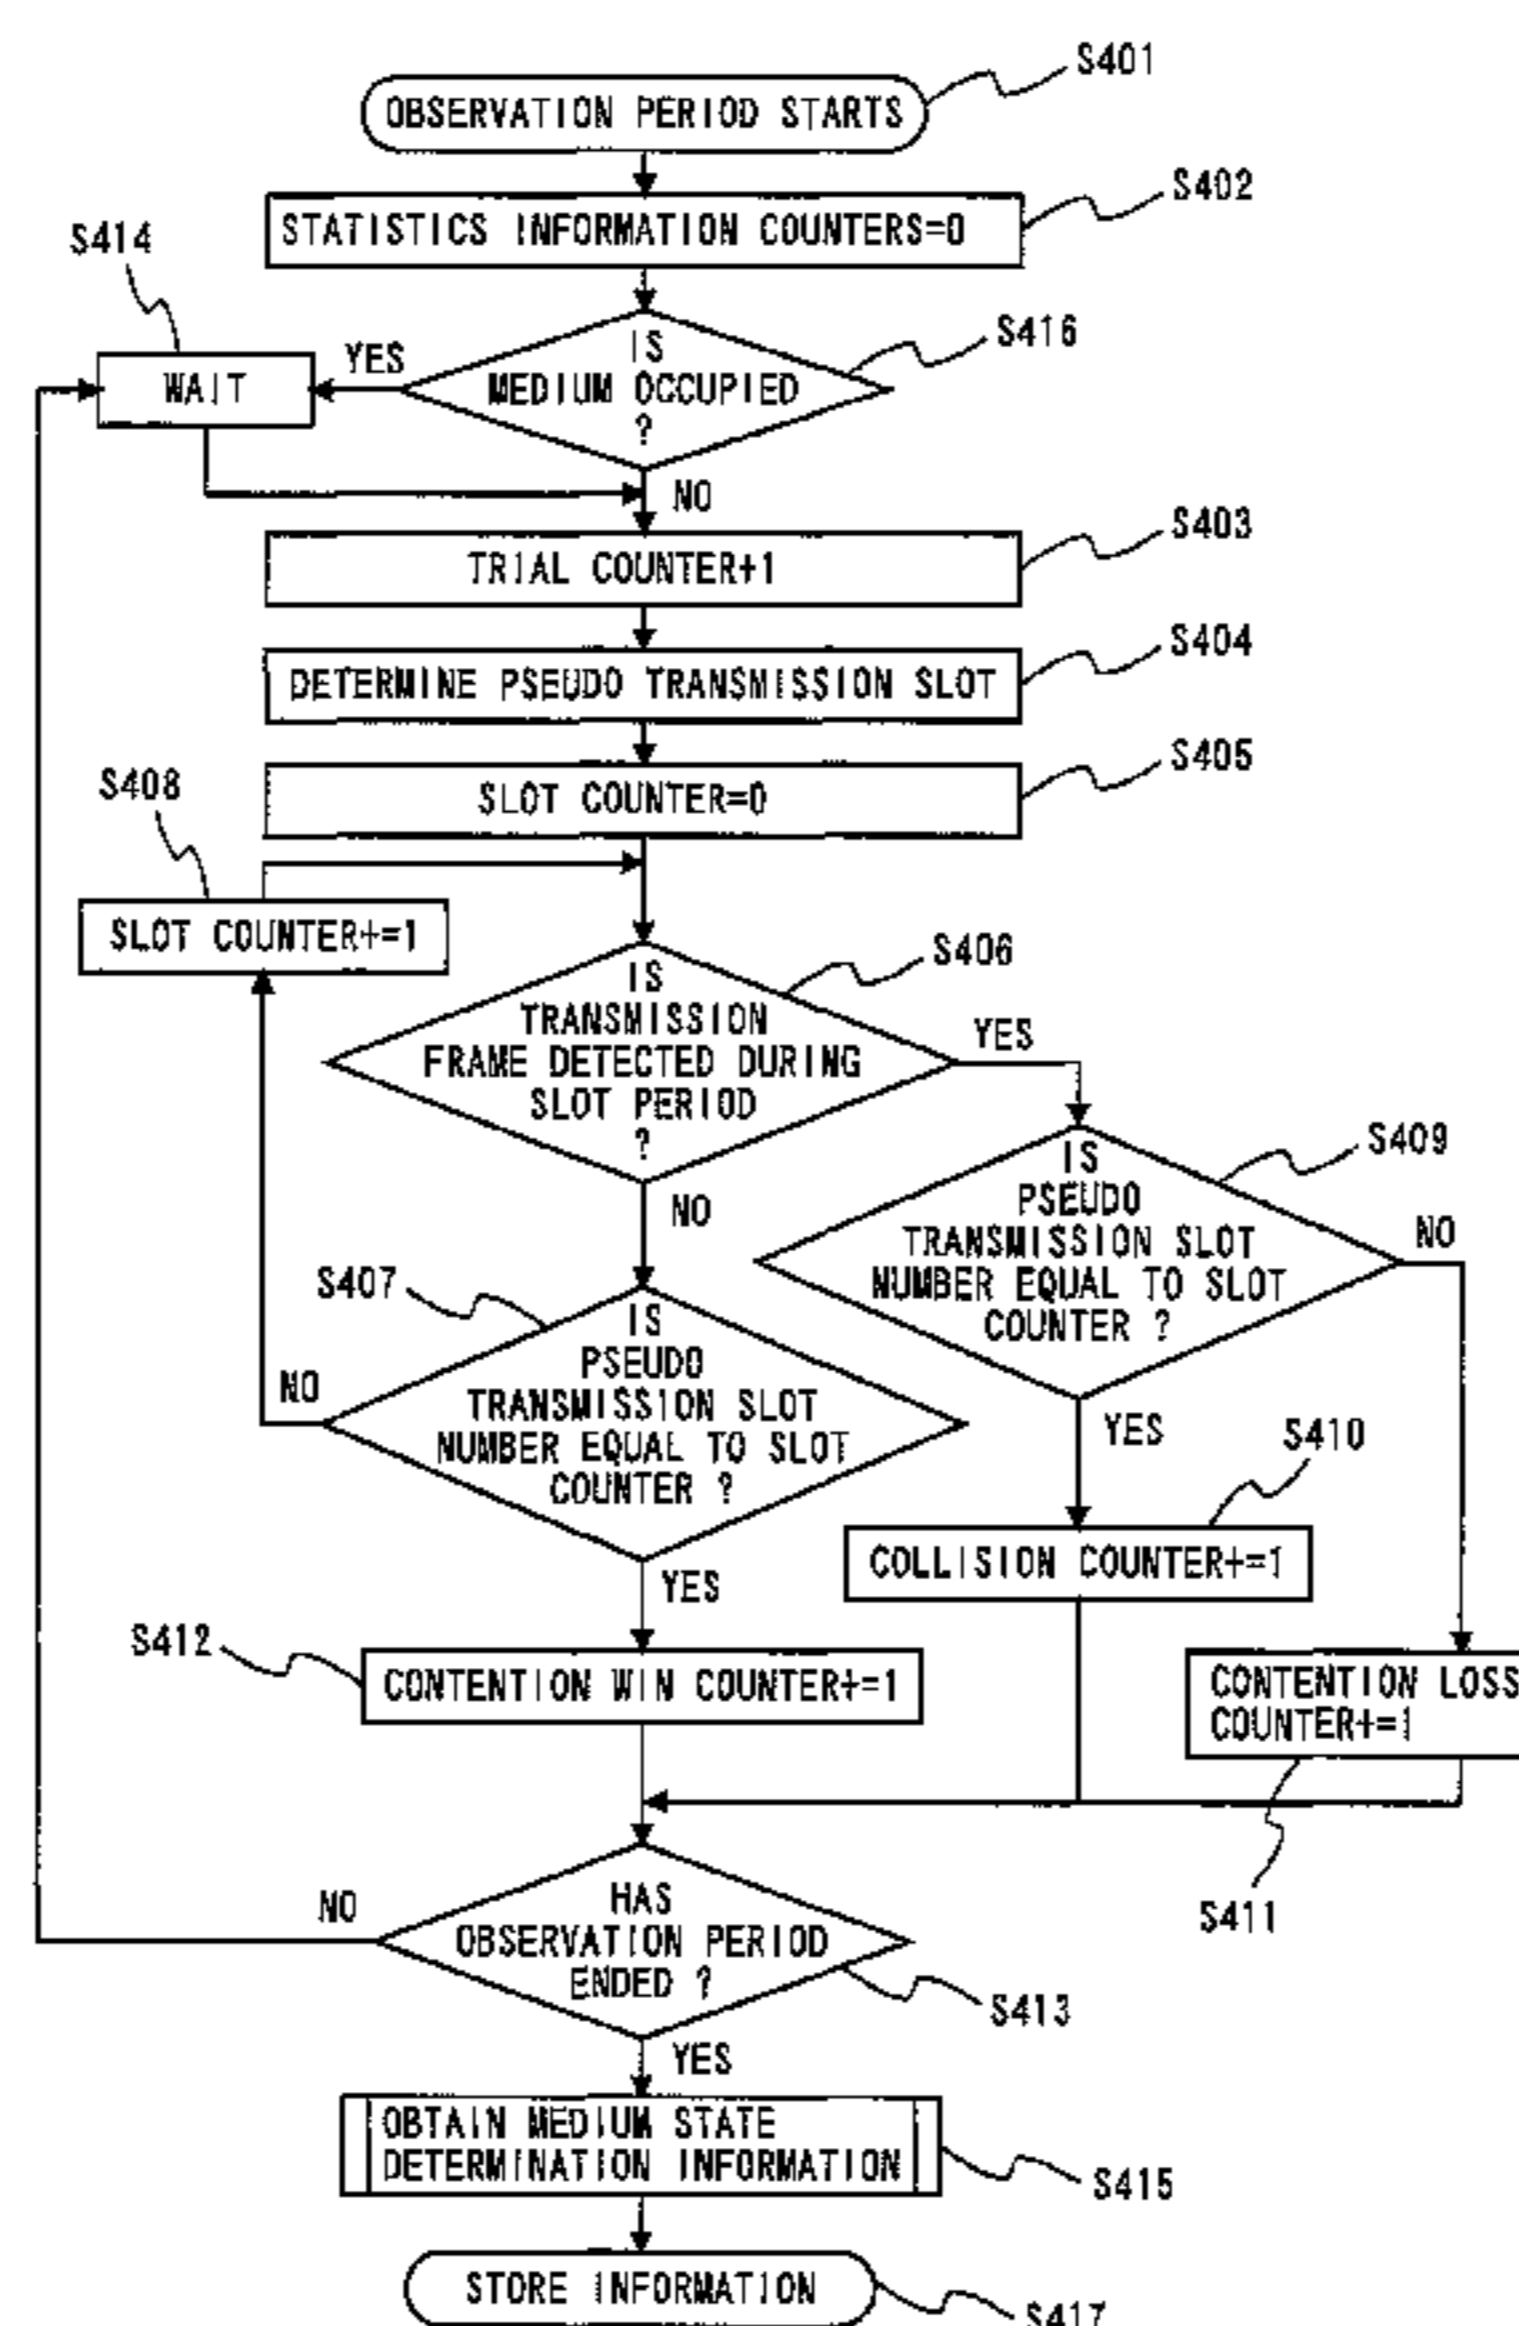 S401
OBSERVATION PERIOD STARTS
S402
STATISTICS INFORMATION COUNTERS=0
S414
S416
WAIT
YES
IS
MEDIUM OCCUPIED
?
NO
S403
TRIAL COUNTER+1
S404
DETERMINE PSEUDO TRANSMISSION SLOT
S405
SLOT COUNTER=0
S408
SLOT COUNTER+=1
S406
IS
TRANSMISSION
FRAME DETECTED DURING
SLOT PERIOD
?
YES
NO
S409
IS
PSEUDO
TRANSMISSION SLOT
NUMBER EQUAL TO SLOT
COUNTER ?
NO
YES
S407
IS
PSEUDO
TRANSMISSION SLOT
NUMBER EQUAL TO SLOT
COUNTER ?
NO
YES
S410
COLLISION COUNTER+=1
S412
CONTENTION WIN COUNTER+=1
CONTENTION LOSS
COUNTER+=1
S411
HAS
OBSERVATION PERIOD
ENDED ?
NO
S413
YES
OBTAIN MEDIUM STATE
DETERMINATION INFORMATION
S415
STORE INFORMATION
S417